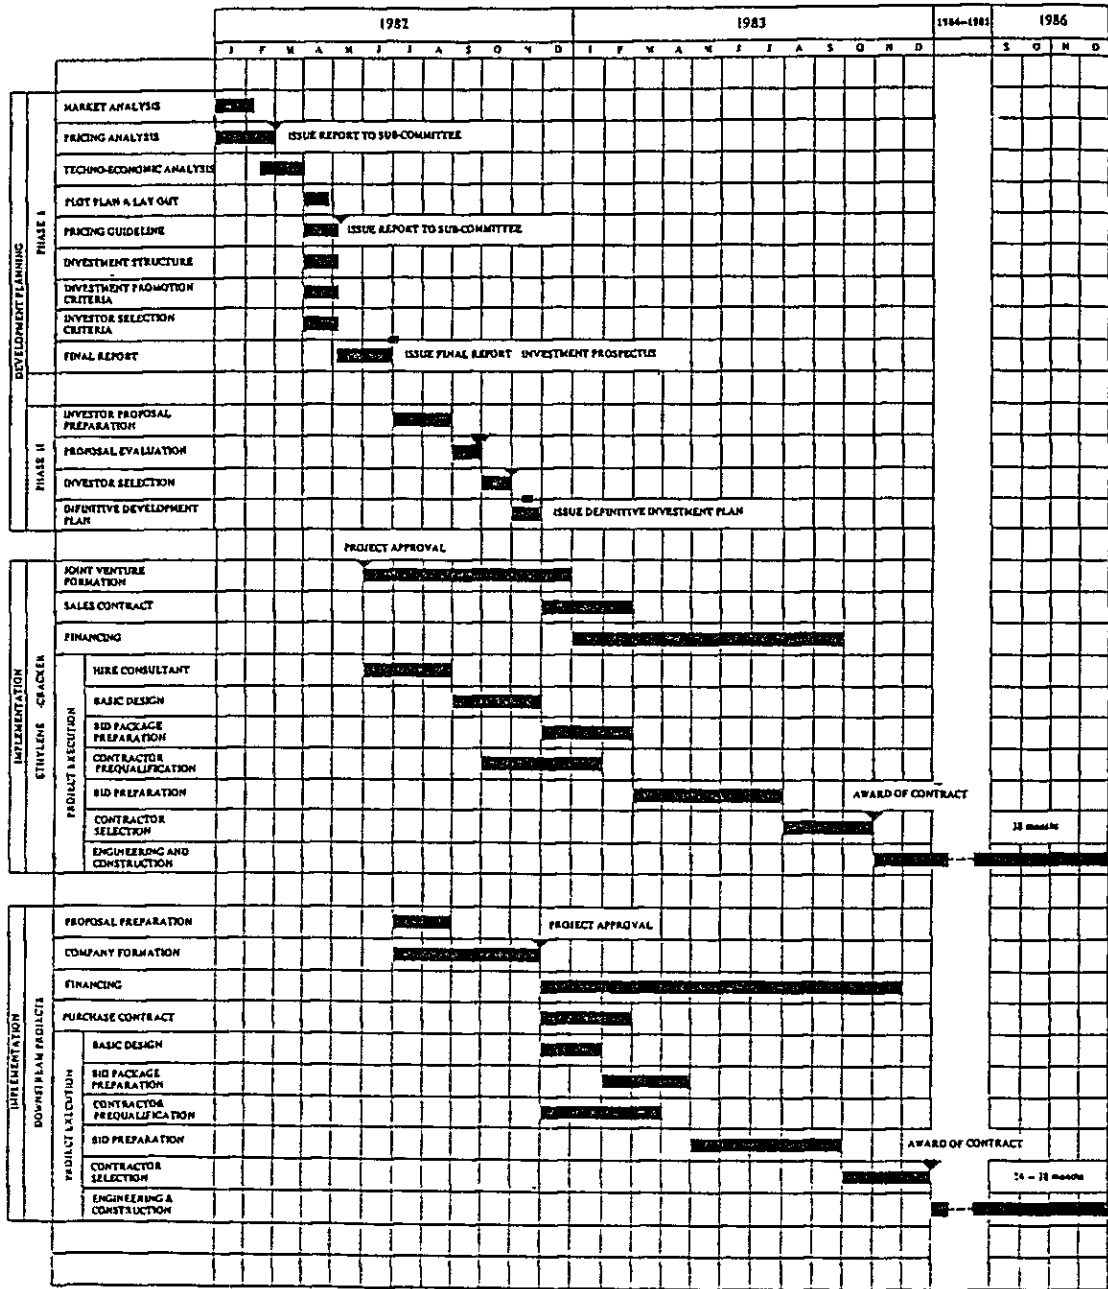 1982 1983 1984-1985 1986
J F M A M J J A S O N D J F M A M J J A S O N D S O N D
DEVELOPMENT PLANNING
PHASE I
MARKET ANALYSIS
PRICING ANALYSIS ISSUE REPORT TO SUB-COMMITTEE
TECHNO-ECONOMIC ANALYSIS
PLOT PLAN & LAY OUT
PRICING GUIDELINE ISSUE REPORT TO SUB-COMMITTEE
INVESTMENT STRUCTURE
INVESTMENT PROMOTION
CRITERIA
INVESTOR SELECTION
CRITERIA
FINAL REPORT ISSUE FINAL REPORT INVESTMENT PROSPECTUS
PHASE II
INVESTOR PROPOSAL
PREPARATION
PROPOSAL EVALUATION
INVESTOR SELECTION
DIFINITIVE DEVELOPMENT
PLAN
ISSUE DEFINITIVE INVESTMENT PLAN
IMPLEMENTATION
ETHYLENE -CRACKER
PROJECT APPROVAL
JOINT VENTURE
FORMATION
SALES CONTRACT
FINANCING
PROJECT EXECUTION
HIRE CONSULTANT
BASIC DESIGN
BID PACKAGE
PREPARATION
CONTRACTOR
PREQUALIFICATION
BID PREPARATION AWARD OF CONTRACT
CONTRACTOR
SELECTION
38 months
ENGINEERING AND
CONSTRUCTION
IMPLEMENTATION
DOWNSTREAM PROJECTS
PROPOSAL PREPARATION PROJECT APPROVAL
COMPANY FORMATION
FINANCING
PURCHASE CONTRACT
PROJECT EXECUTION
BASIC DESIGN
BID PACKAGE
PREPARATION
CONTRACTOR
PREQUALIFICATION
BID PREPARATION AWARD OF CONTRACT
CONTRACTOR
SELECTION
months
ENGINEERING &
CONSTRUCTION